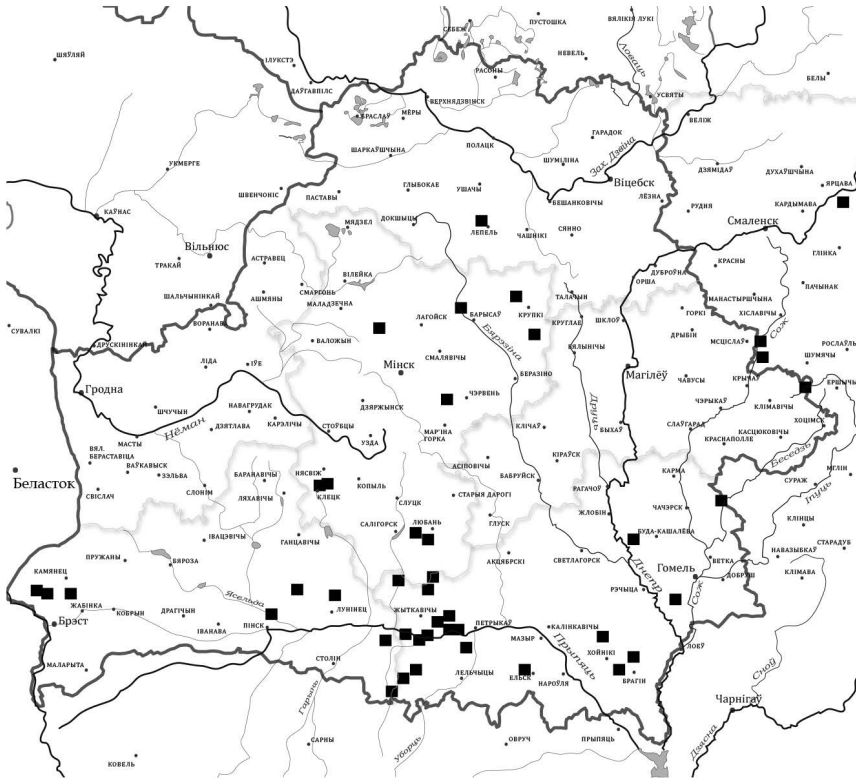 ПУСТОШКА
ВЯЛІКІЯ ЛУКІ
СЕБЕЖ
ШЯЎЛЯЙ
ІЛУКСТЭ
НЕВЕЛЬ
Ловаць
РАСОНЫ
БЕЛЫ
ДАЎГАЎПІЛС
ВЕРХНЯДЗВІНСК
УСВЯТЫ
БРАСЛАЎ
МЁРЫ
ВЕЛІЖ
ПОЛАЦК
ГАРАДОК
Зах. Дзвіна
ШАРКАЎШЧЫНА
УКМЕРГЕ
ШУМІЛІНА
ДЗЯМІДАЎ
ДУХАЎШЧЫНА
Віцебск
ШВЕНЧОНІС
ПАСТАВЫ
ГЛЫБОКАЕ
УШАЧЫ
ЯРЦАВА
БЕШАНКОВІЧЫ
ЛЁЗНА
РУДНЯ
КАРДЫМАВА
КАЎНАС
МЯДЗЕЛ
ДОКШЫЦЫ
ЛЕПЕЛЬ
ЧАШНІКІ
СЯННО
Смаленск
Вільнюс
ГЛІНКА
ТРАКАЙ
АСТРАВЕЦ
КРАСНЫ
ДУБРОЎНА
ВІЛЕЙКА
ОРША
СМАРГОНЬ
ПАЧЫНАК
ШАЛЬЧЫНІНКАЙ
АШМЯНЫ
МАЛАДЗЕЧНА
ТАЛАЧЫН
МАНАСТЫРШЧЫНА
КРУПКІ
ГОРКІ
ХІСЛАВІЧЫ
ВОРАНАВА
ЛАГОЙСК
БАРЫСАЎ
КРУГЛАЕ
ШКЛОЎ
СУВАЛКІ
Бярэзіна
ДРЫБІН
Сож
ДРУСКІНІНКАЙ
ВАЛОЖЫН
БЯЛЫНІЧЫ
МСЦІСЛАЎ
РОСЛАЎЛЬ
СМАЛЯВІЧЫ
ШУМЯЧЫ
ЛІДА
ІЎЕ
Мінск
Магілёў
Гродна
БЕРАЗІНО
ЧАВУСЫ
КРЫЧАЎ
ЕРШЫЧЫ
ЧЭРВЕНЬ
Друць
ШЧУЧЫН
НАВАГРУДАК
ДЗЯРЖЫНСК
ЧЭРЫКАЎ
КЛІМАВІЧЫ
КАРЭЛІЧЫ
СТОЎБЦЫ
МАР'ІНА
ГОРКА
КЛІЧАЎ
БЫХАЎ
СЛАЎГАРАД
ХОЦІМСК
Нёман
ДЗЯТЛАВА
УЗДА
КАСЦЮКОВІЧЫ
МАСТЫ
КРАСНАПОЛЛЕ
ВЯЛ.
БЕРАСТАВІЦА
Беседзь
Беласток
ВАЎКАВЫСК
ЗЭЛЬВА
БАРАНАВІЧЫ
НЯСВІЖ
АСІПОВІЧЫ
КІРАЎСК
МГЛІН
КЛЕЦК
КОПЫЛЬ
БАБРУЙСК
КАРМА
СУРАЖ
Іпуць
СВІСЛАЧ
СЛОНІМ
ЛЯХАВІЧЫ
СЛУЦК
СТАРЫЯ ДАРОГІ
РАГАЧОЎ
ЧАЧЭРСК
ЖЛОБІН
ГЛУСК
КЛІНЦЫ
САЛІГОРСК
ЛЮБАНЬ
БУДА-КАШАЛЁВА
СТАРАДУБ
ІВАЦЭВІЧЫ
ГАНЦАВІЧЫ
НАВАЗЫБКАЎ
СВЕТЛАГОРСК
ПРУЖАНЫ
БЯРОЗА
АКЦЯБРСКІ
ВЕТКА
Гомель
ДОБРУШ
КЛІМАВА
КАМЯНЕЦ
Днепр
РЭЧЫЦА
Ясельда
Сож
ЖАБІНКА
КОБРЫН
ДРАГІЧЫН
ЛУНІНЕЦ
ЖЫТКАВІЧЫ
Брэст
ІВАНАВА
ПІНСК
ПЕТРЫКАЎ
МАЗЫР
КАЛІНКАВІЧЫ
Прыпяць
ЛОЕЎ
МАЛАРЫТА
СТОЛІН
ХОЙНІКІ
ЛЕЛЬЧЫЦЫ
ЕЛЬСК
НАРОЎЛЯ
БРАГІН
Сноў
Гарынь
Чарнігаў
САРНЫ
Уборць
ОВРУЧ
ПРЫПЯЦЬ
Дзясна
КОВЕЛЬ